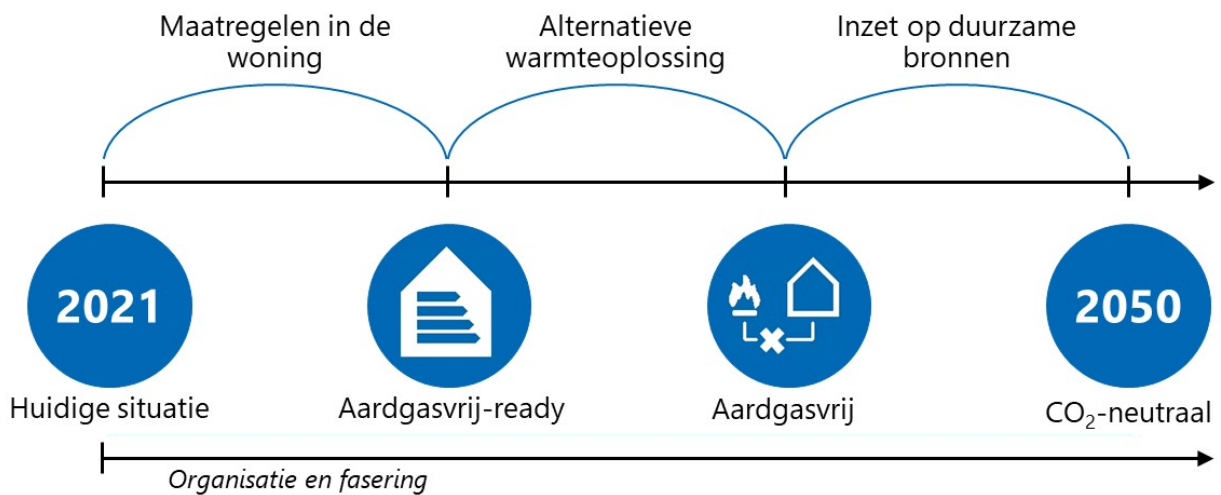 Maatregelen in de
woning
Alternatieve
warmteoplossing
Inzet op duurzame
bronnen
2021
2050
Huidige situatie
Aardgasvrij-ready
Aardgasvrij
CO₂-neutraal
Organisatie en fasering